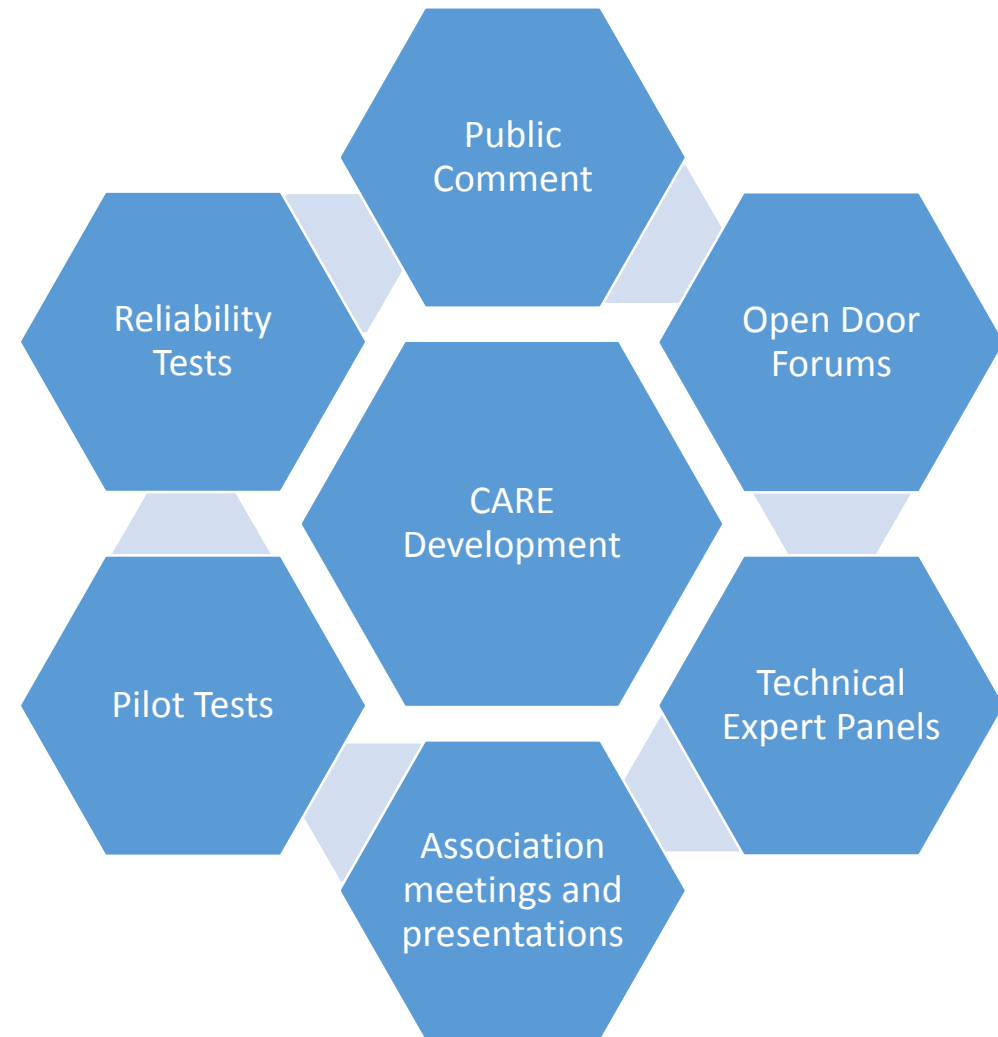 Public
Comment
Open Door
Forums
Technical
Expert Panels
Association
meetings and
presentations
Pilot Tests
Reliability
Tests
CARE
Development